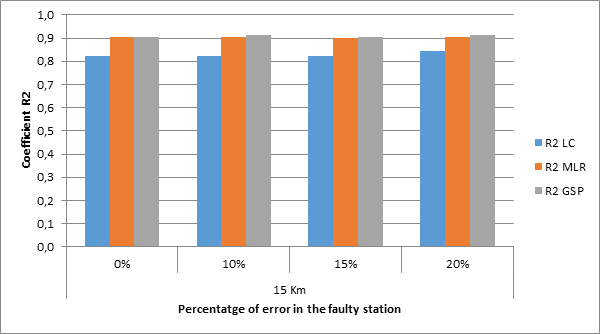 1,0
0,9
0,8
0,7
0,6
0,5
0,4
0,3
0,2
0,1
0,0
Coefficient R2
0% 10% 15% 20%
15 Km
Percentatge of error in the faulty station
R2 LC
R2 MLR
R2 GSP